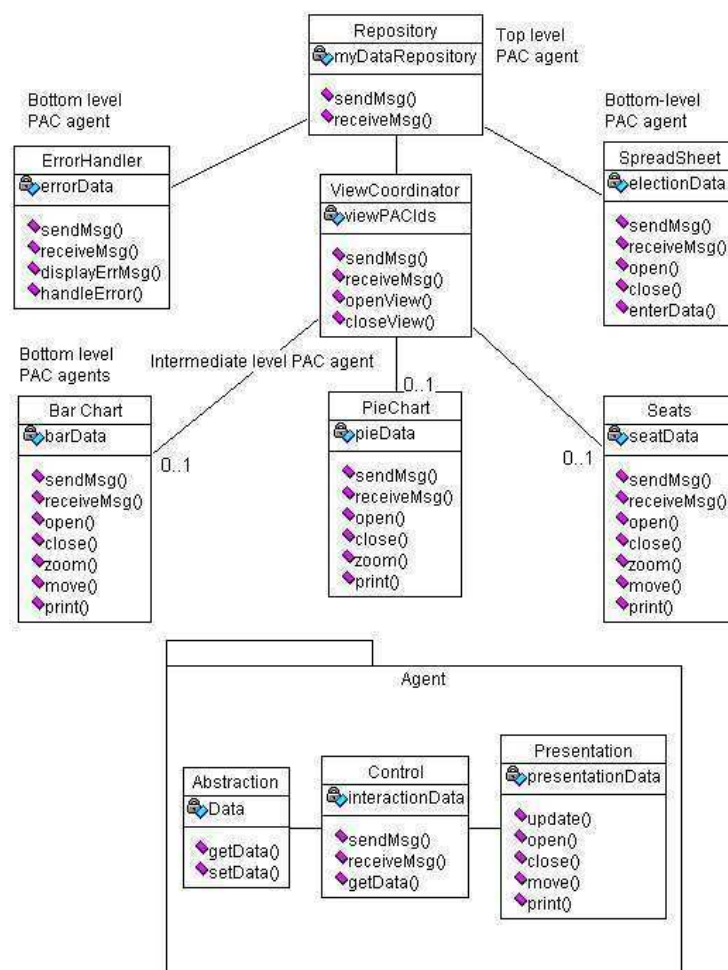 Repository
myDataRepository
sendMsg()
receiveMsg()
Top level
PAC agent
Bottom level
PAC agent
ErrorHandler
errorData
sendMsg()
receiveMsg()
displayErrMsg()
handleError()
ViewCoordinator
viewPACIds
sendMsg()
receiveMsg()
openView()
closeView()
Bottom-level
PAC agent
SpreadSheet
electionData
sendMsg()
receiveMsg()
open()
close()
enterData()
Bottom level
PAC agents
Intermediate level PAC agent
Bar Chart
barData
sendMsg()
receiveMsg()
open()
close()
zoom()
move()
print()
0..1
0..1
PieChart
pieData
sendMsg()
receiveMsg()
open()
close()
zoom()
print()
0..1
Seats
seatData
sendMsg()
receiveMsg()
open()
close()
zoom()
move()
print()
Agent
Abstraction
Data
getData()
setData()
Control
interactionData
sendMsg()
receiveMsg()
getData()
Presentation
presentationData
update()
open()
close()
move()
print()